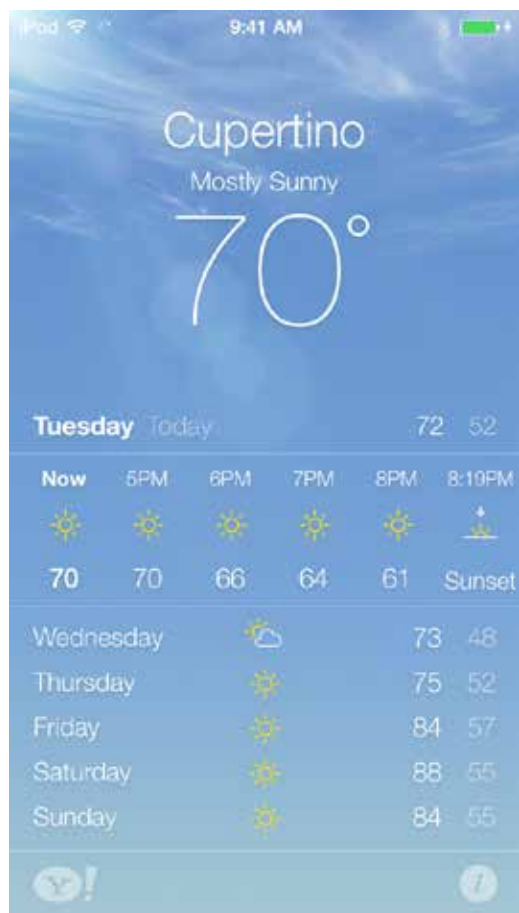 iPod 9:41 AM
Cupertino
Mostly Sunny
70°
Tuesday Today 72 52
Now 5PM 6PM 7PM 8PM 8:19PM
70 70 66 64 61 Sunset
Wednesday 73 48
Thursday 75 52
Friday 84 57
Saturday 88 55
Sunday 84 55
Y! i